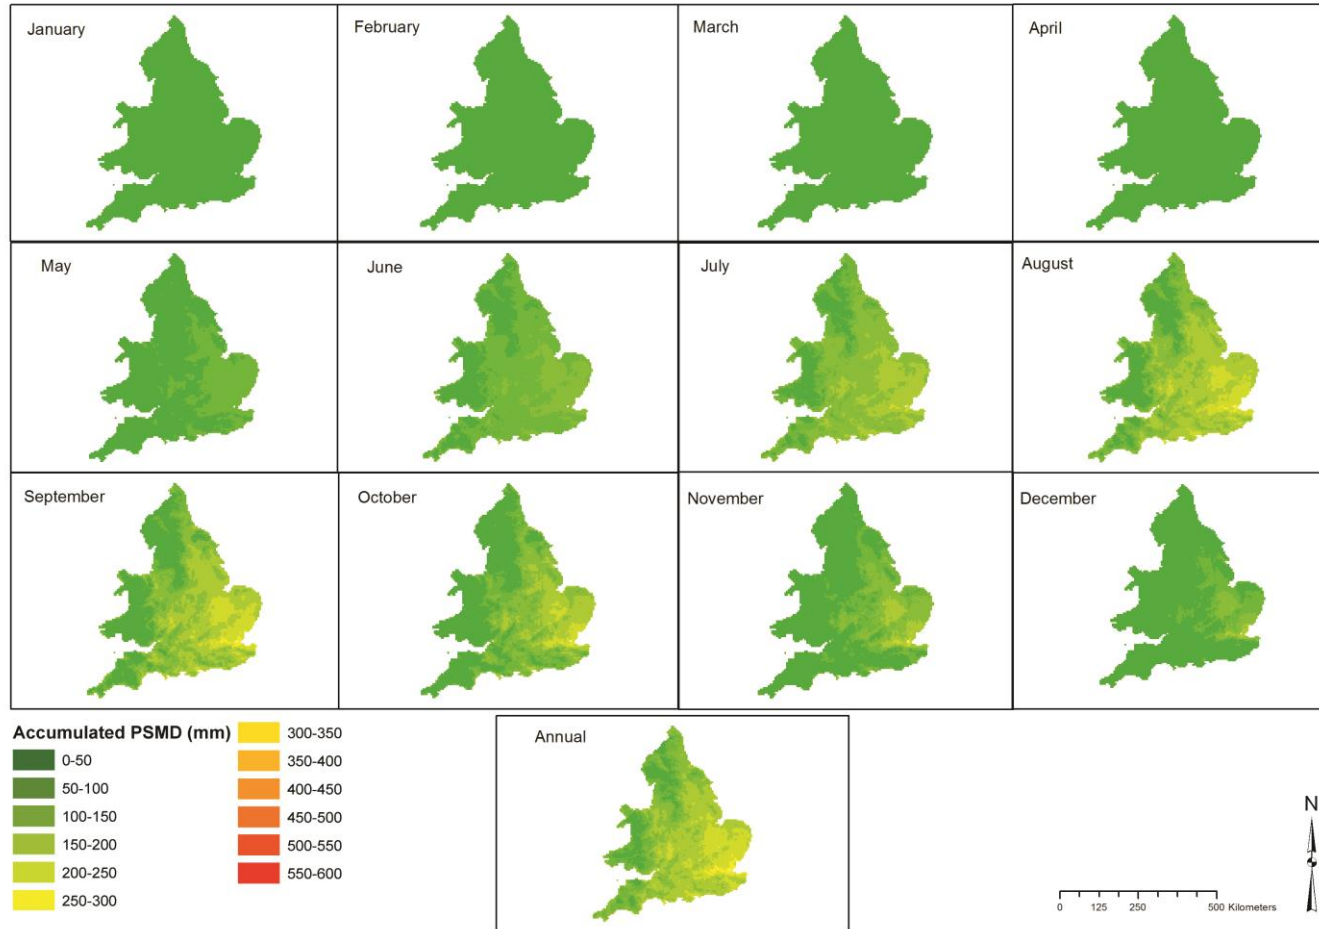 January
February
March
April
May
June
July
August
September
October
November
December
Accumulated PSMD (mm)
0-50
50-100
100-150
150-200
200-250
250-300
300-350
350-400
400-450
450-500
500-550
550-600
Annual
N
0 125 250 500 Kilometers